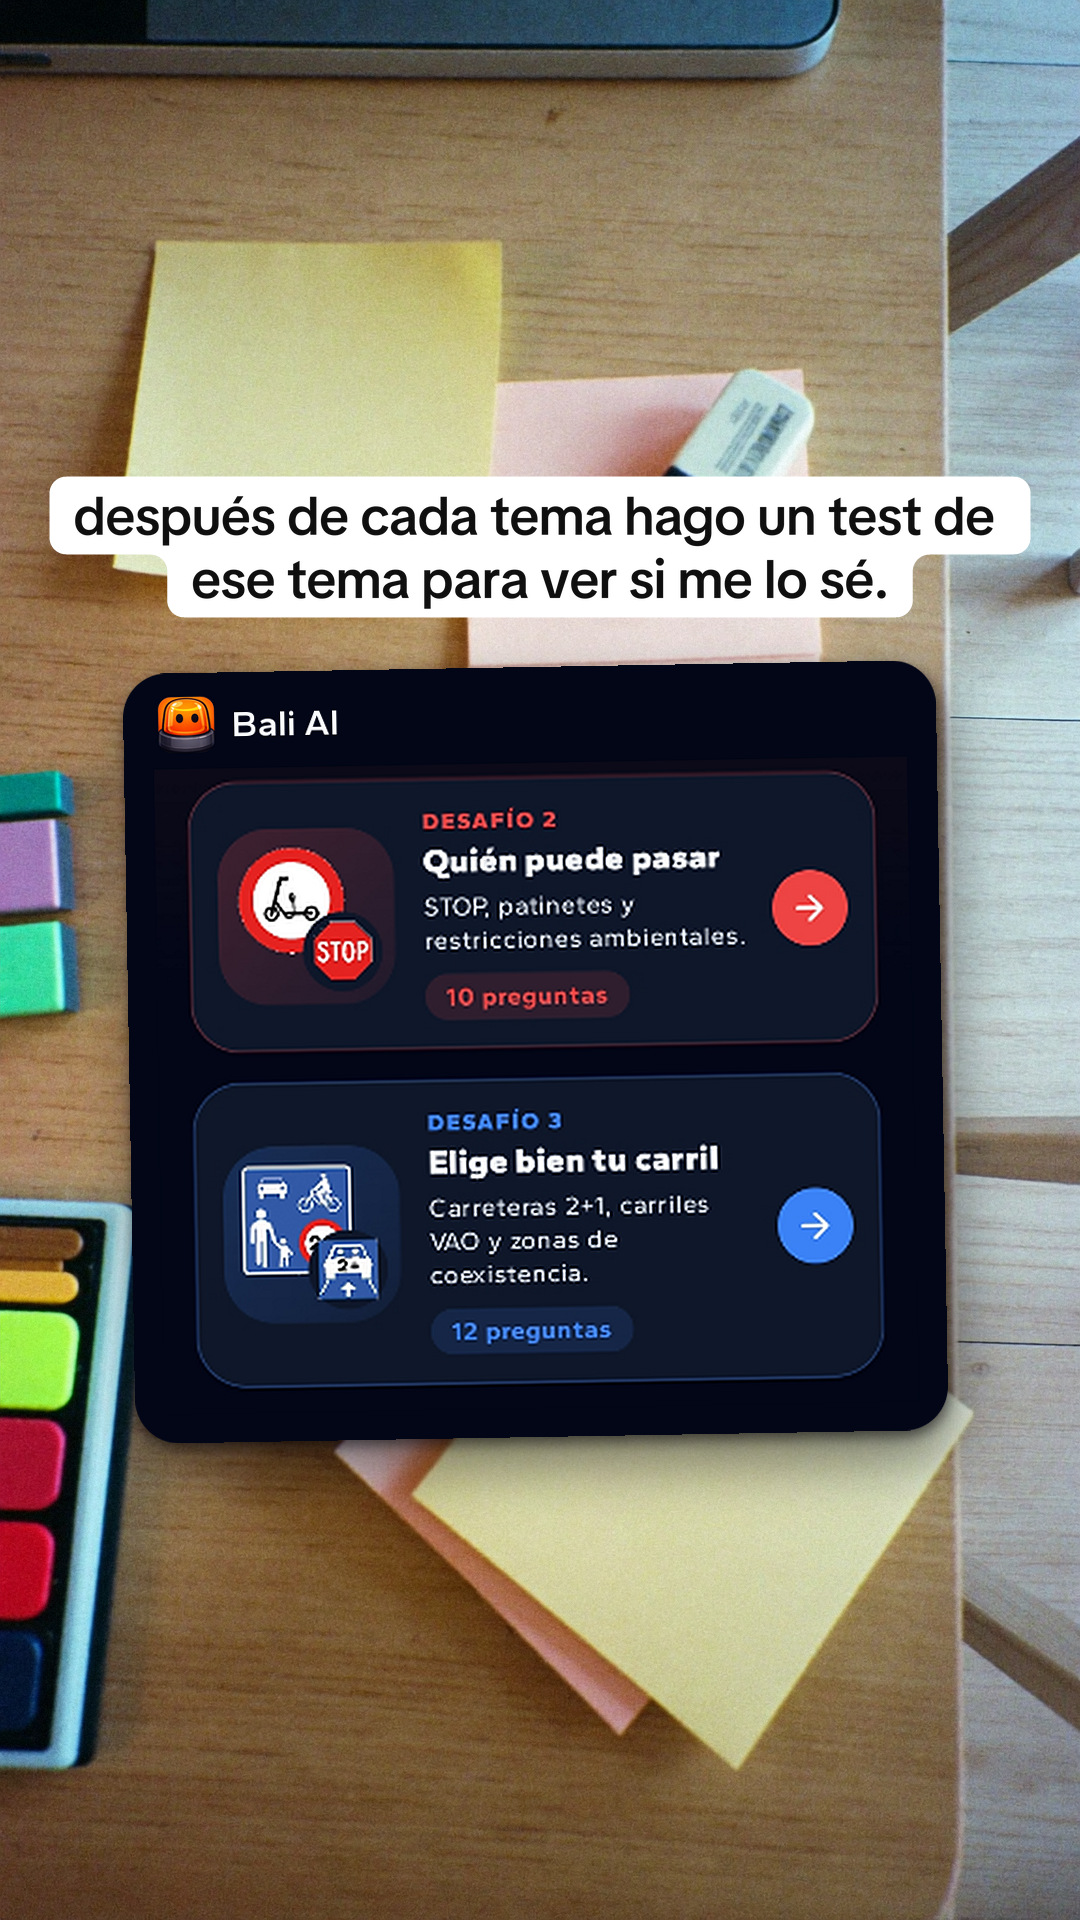 después de cada tema hago un test de
ese tema para ver si me lo sé.
Bali AI
DESAFÍO 2
Quién puede pasar
STOP, patinetes y
restricciones ambientales.
STOP
10 preguntas
DESAFÍO 3
Elige bien tu carril
Carreteras 2+1, carriles
VAO y zonas de
coexistencia.
12 preguntas